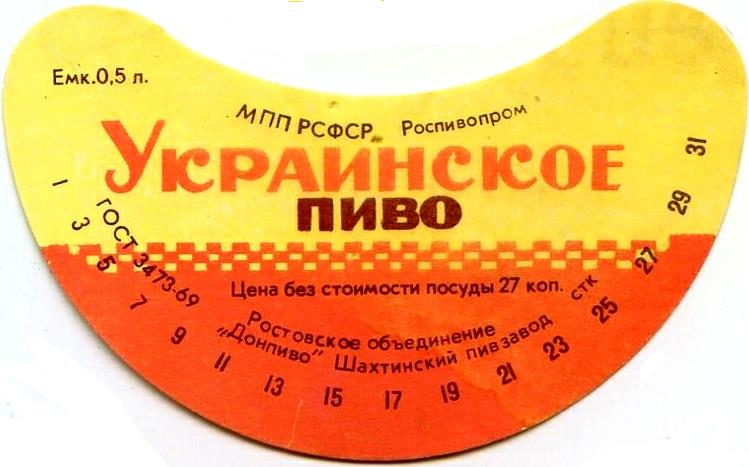 Емк.0,5 л.
МПП РСФСР Роспивопром
УКРАИНСКОЕ
ПИВО
ГОСТ 3473-69
Цена без стоимости посуды 27 коп.
Ростовское объединение
„Донпиво" Шахтинский пивзавод стк
1 3 5 7 9 11 13 15 17 19 21 23 25 27 29 31